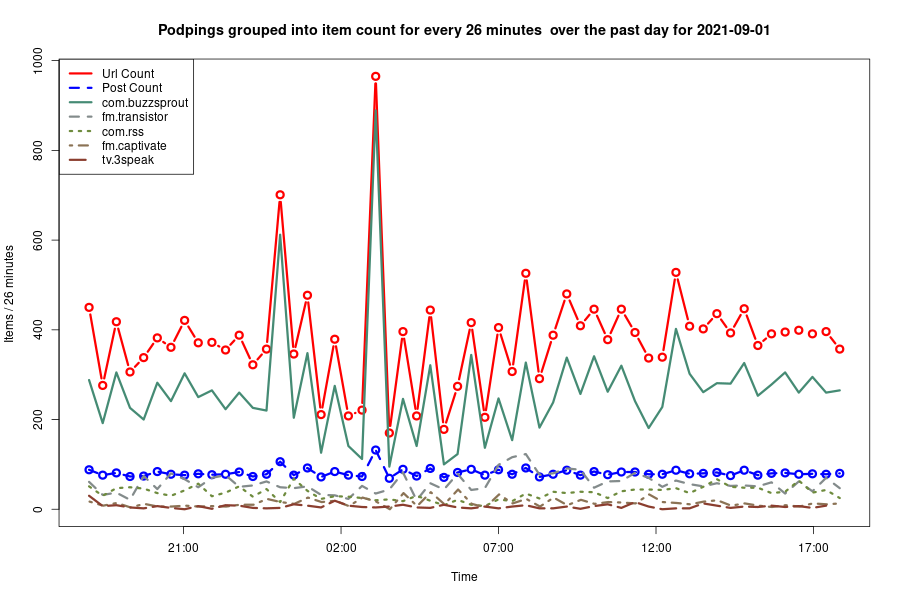 Podpings grouped into item count for every 26 minutes  over the past day for 2021-09-01
Items / 26 minutes
1000
800
600
400
200
0
Url Count
Post Count
com.buzzsprout
fm.transistor
com.rss
fm.captivate
tv.3speak
21:00
02:00
07:00
12:00
17:00
Time